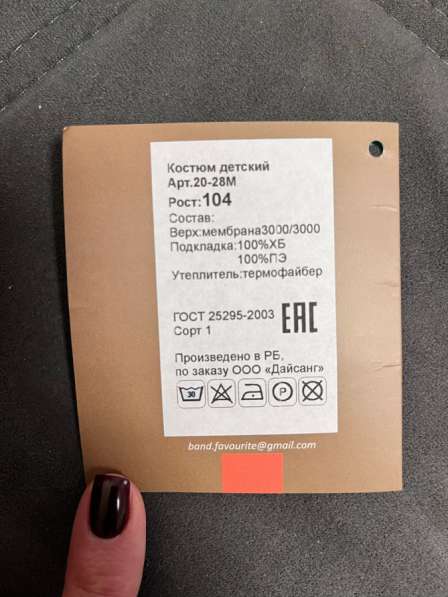 Костюм детский
Арт.20-28М
Рост:104
Состав:
Верх:мембрана3000/3000
Подкладка:100%ХБ
100%ПЭ
Утеплитель:термофайбер
ГОСТ 25295-2003
Сорт 1
EAC
Произведено в РБ,
по заказу ООО «Дайсанг»
30
P
band.favourite@gmail.com